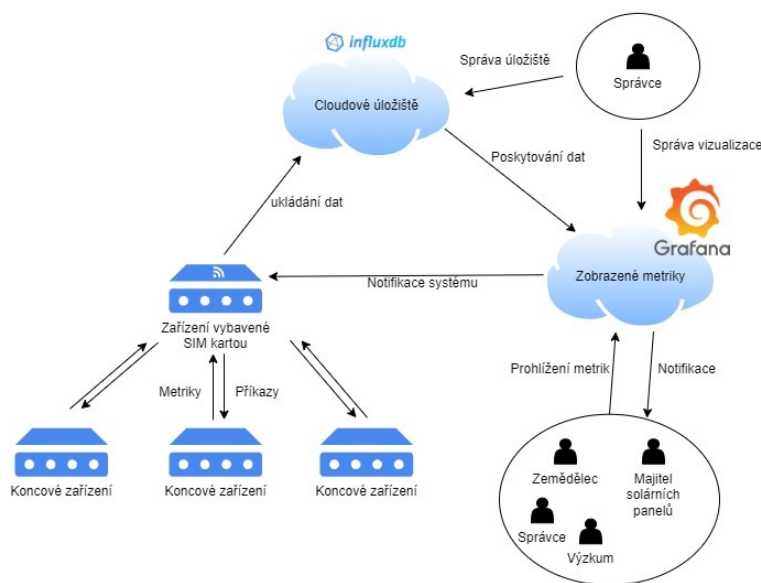 influxdb
Správa úložiště
Správce
Cloudové úložiště
Správa vizualizace
Poskytování dat
ukládání dat
Grafana
Notifikace systému
Zobrazené metriky
Zařízení vybavené
SIM kartou
Prohlížení metrik
Notifikace
Metriky
Příkazy
Koncové zařízení
Koncové zařízení
Koncové zařízení
Zemědělec
Majitel
solárních
panelů
Správce
Výzkum